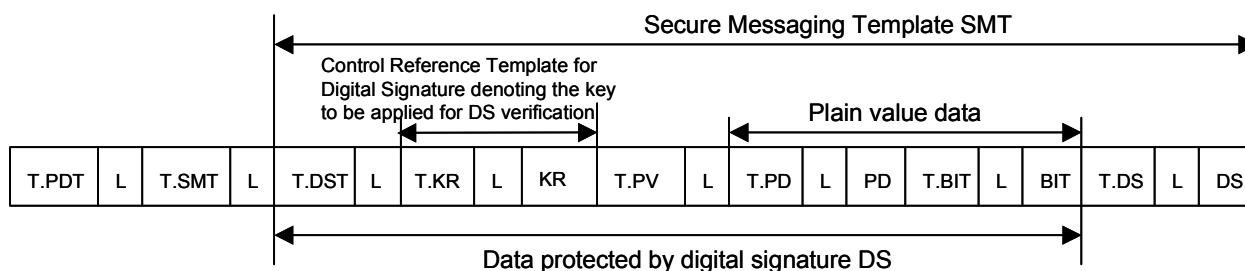 Secure Messaging Template SMT
Control Reference Template for
Digital Signature denoting the key
to be applied for DS verification
Plain value data
T.PDT L T.SMT L T.DST L T.KR L KR T.PV L T.PD L PD T.BIT L BIT T.DS L DS
Data protected by digital signature DS